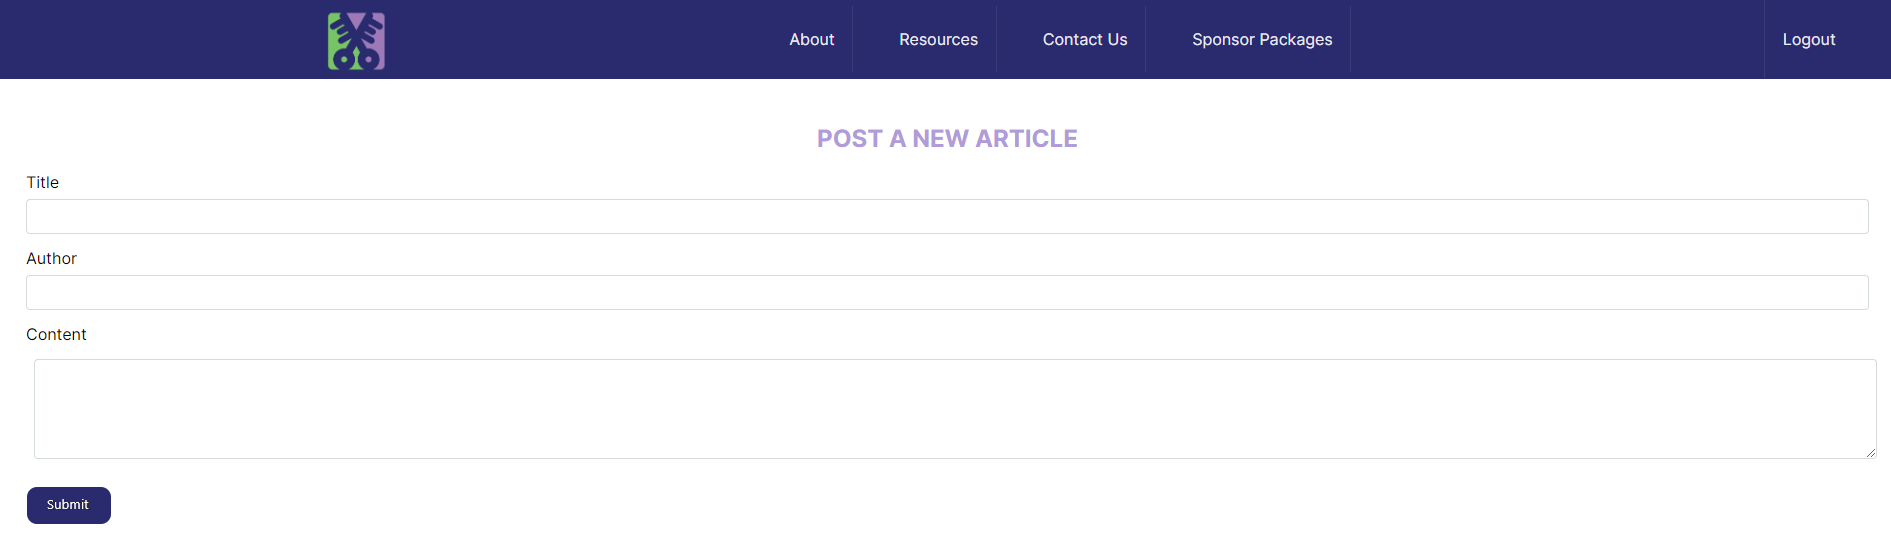 About Resources Contact Us Sponsor Packages Logout
POST A NEW ARTICLE
Title
Author
Content
Submit